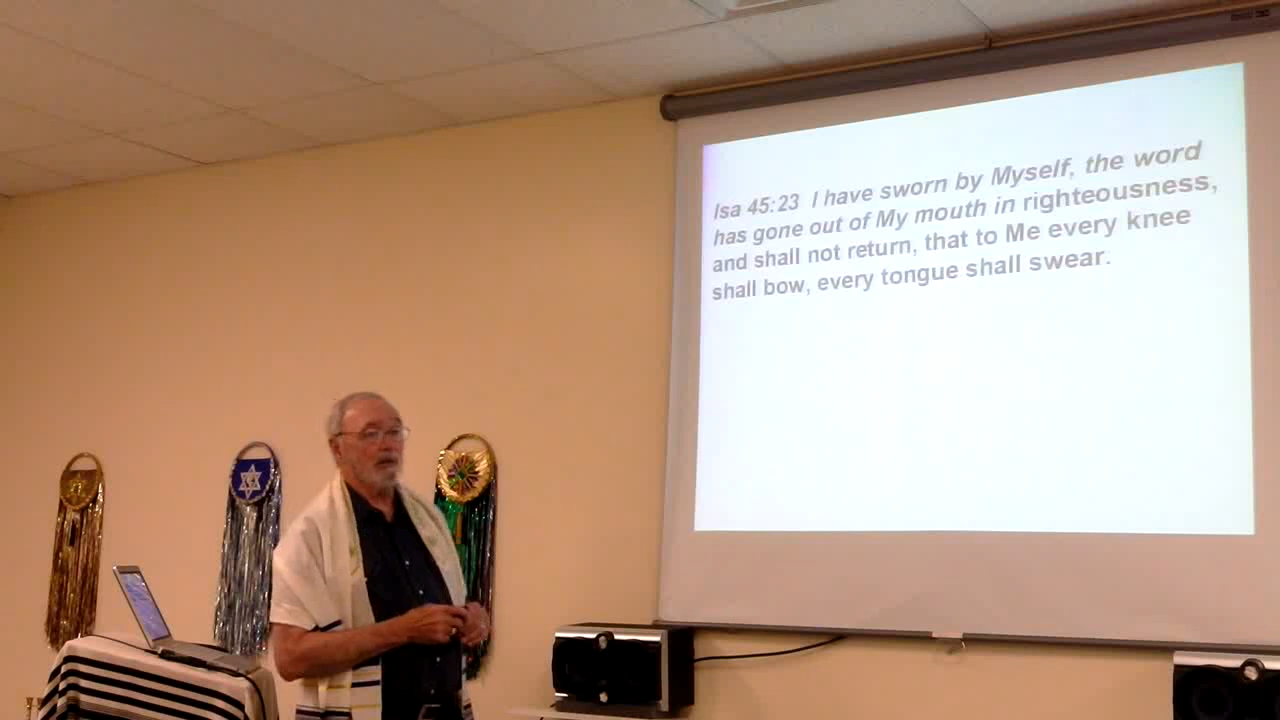 Isa 45:23 I have sworn by Myself, the word
has gone out of My mouth in righteousness,
and shall not return, that to Me every knee
shall bow, every tongue shall swear.